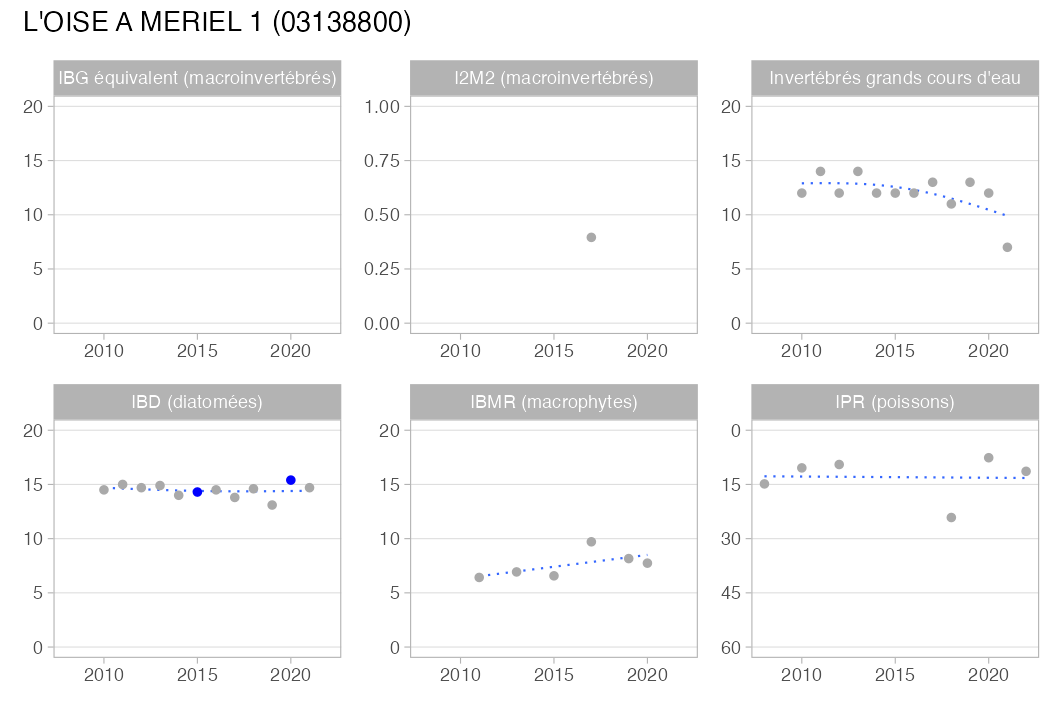 L'OISE A MERIEL 1 (03138800)
IBG équivalent (macroinvertébrés)
I2M2 (macroinvertébrés)
Invertébrés grands cours d'eau
20
15
10
5
0
1.00
0.75
0.50
0.25
0.00
20
15
10
5
0
2010 2015 2020
2010 2015 2020
2010 2015 2020
IBD (diatomées)
IBMR (macrophytes)
IPR (poissons)
20
15
10
5
0
20
15
10
5
0
0
15
30
45
60
2010 2015 2020
2010 2015 2020
2010 2015 2020